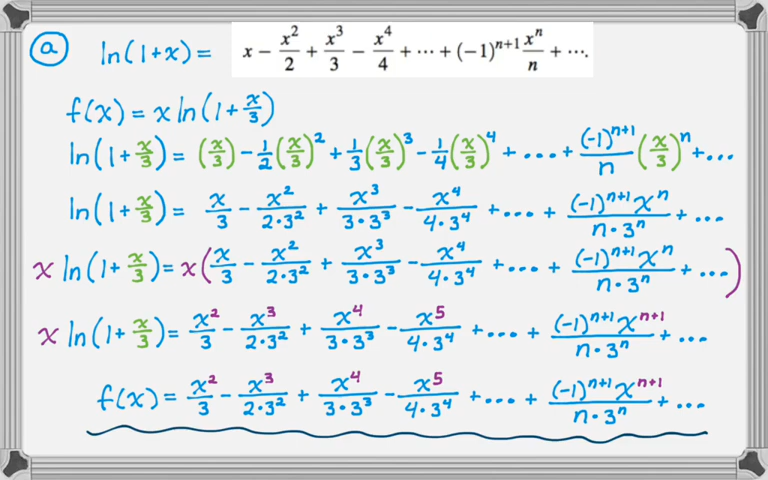 (a) ln(1+x) = x − x²/2 + x³/3 − x⁴/4 + ⋯ + (−1)ⁿ⁺¹ xⁿ/n + ⋯.
f(x) = x ln(1 + x/3)
ln(1 + x/3) = (x/3) − 1/2 (x/3)² + 1/3 (x/3)³ − 1/4 (x/3)⁴ + .... + (-1)ⁿ⁺¹/n (x/3)ⁿ + ...
ln(1 + x/3) = x/3 − x²/(2·3²) + x³/(3·3³) − x⁴/(4·3⁴) + .... + (-1)ⁿ⁺¹xⁿ/(n·3ⁿ) + ...
x ln(1 + x/3) = x(x/3 − x²/(2·3²) + x³/(3·3³) − x⁴/(4·3⁴) + .... + (-1)ⁿ⁺¹xⁿ/(n·3ⁿ) + ...)
x ln(1 + x/3) = x²/3 − x³/(2·3²) + x⁴/(3·3³) − x⁵/(4·3⁴) + .... + (-1)ⁿ⁺¹xⁿ⁺¹/(n·3ⁿ) + ...
f(x) = x²/3 − x³/(2·3²) + x⁴/(3·3³) − x⁵/(4·3⁴) + .... + (-1)ⁿ⁺¹xⁿ⁺¹/(n·3ⁿ) + ...